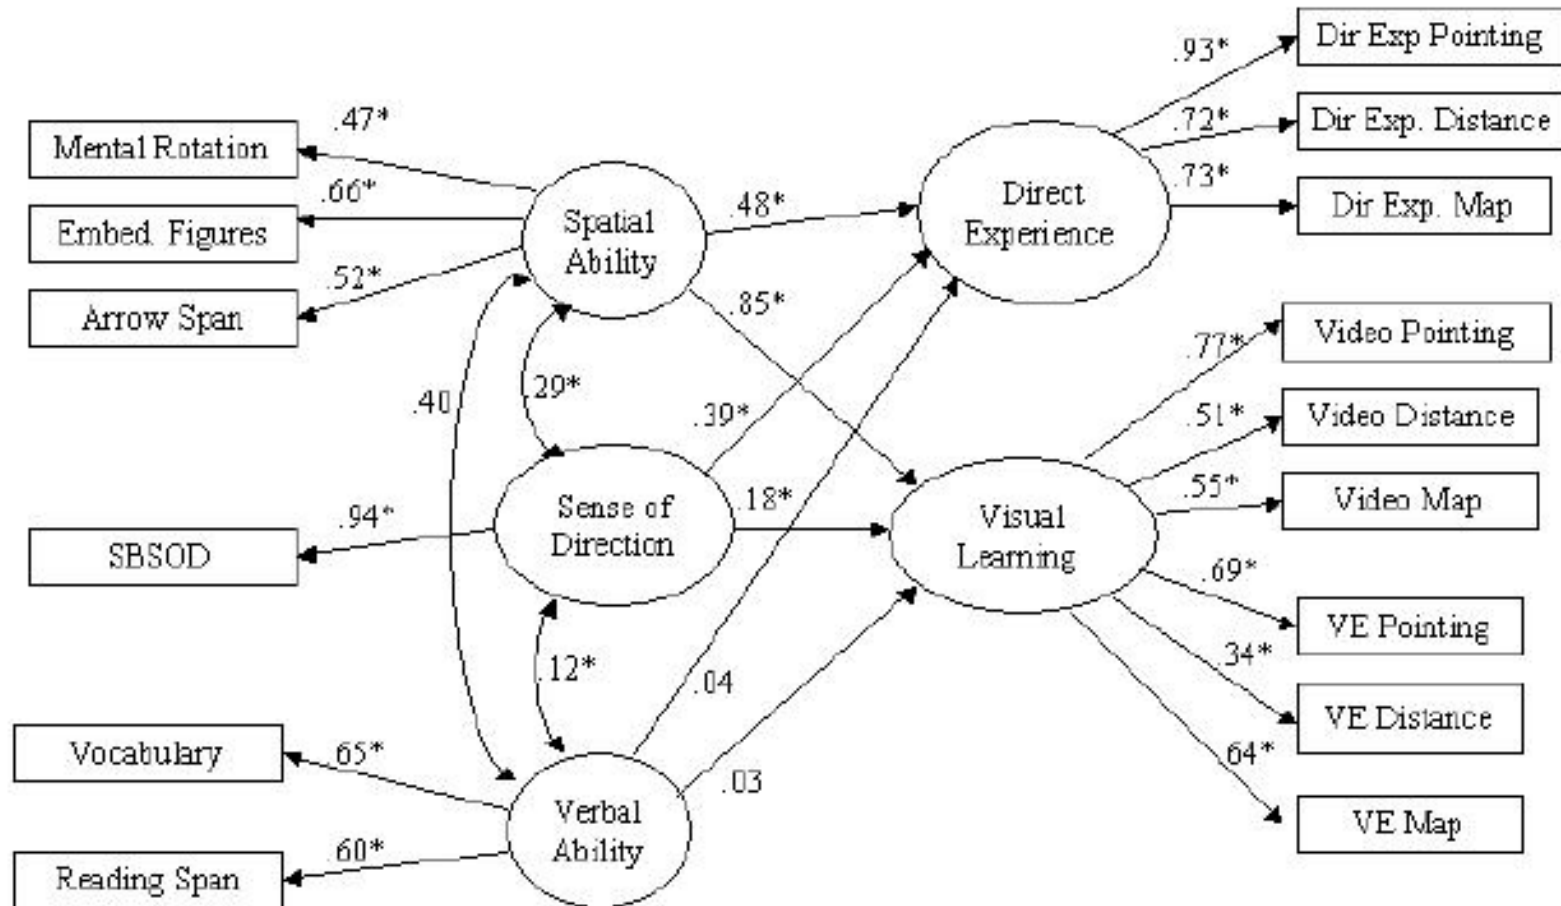 Dir Exp Pointing
.93*
Dir Exp. Distance
.72*
Dir Exp. Map
.73*
Mental Rotation
.47*
Embed. Figures
.66*
Arrow Span
.52*
Spatial
Ability
.48*
Direct
Experience
.85*
.40
.29*
.39*
Video Pointing
.77*
Video Distance
.51*
Video Map
.55*
SBSOD
.94*
Sense of
Direction
.18*
Visual
Learning
.69*
VE Pointing
.34*
VE Distance
.64*
VE Map
.12*
.04
.03
Vocabulary
.65*
Verbal
Ability
Reading Span
.60*